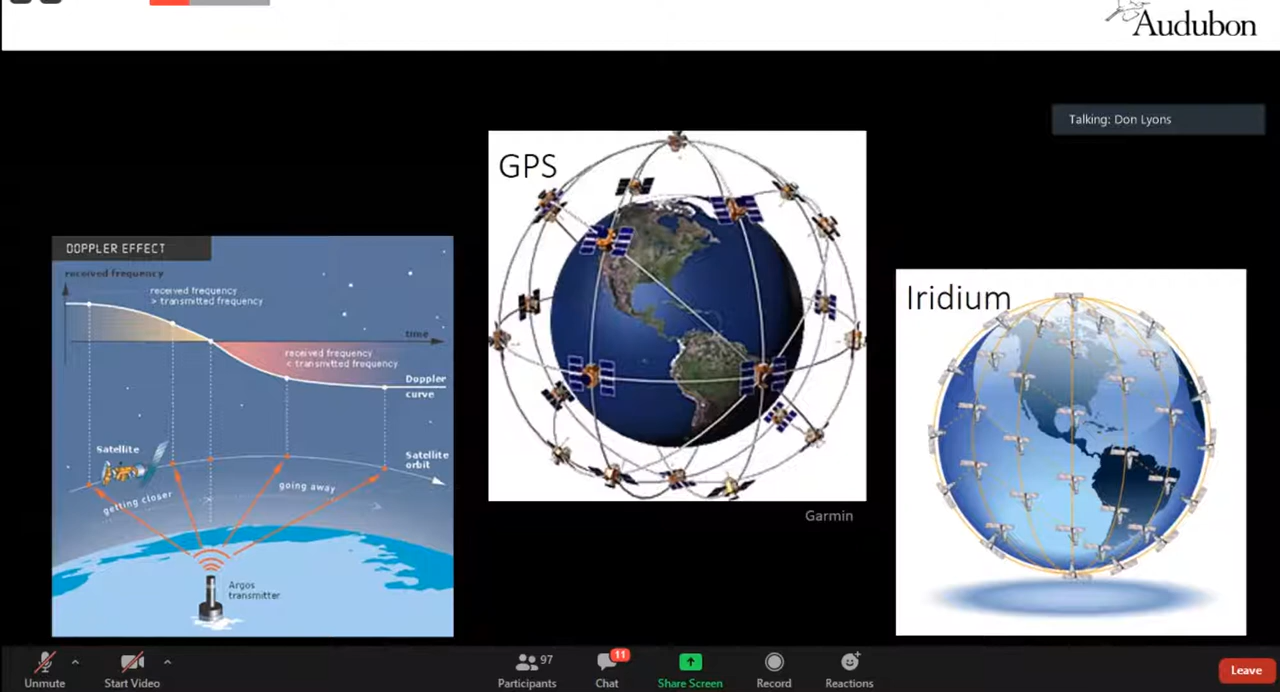 Audubon
Talking: Don Lyons
DOPPLER EFFECT
received frequency
received frequency
> transmitted frequency
time
received frequency
< transmitted frequency
Doppler
curve
Satellite
Satellite
orbit
getting closer
going away
Argos
transmitter
GPS
Garmin
Iridium
Unmute
Start Video
97
Participants
11
Chat
Share Screen
Record
Reactions
Leave